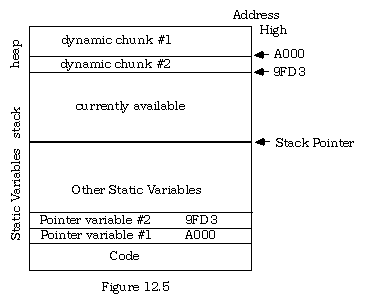 Address
High
heap
dynamic chunk #1
A000
dynamic chunk #2
9FD3
stack
currently available
Stack Pointer
Static Variables
Other Static Variables
Pointer variable #2 9FD3
Pointer variable #1 A000
Code
Figure 12.5